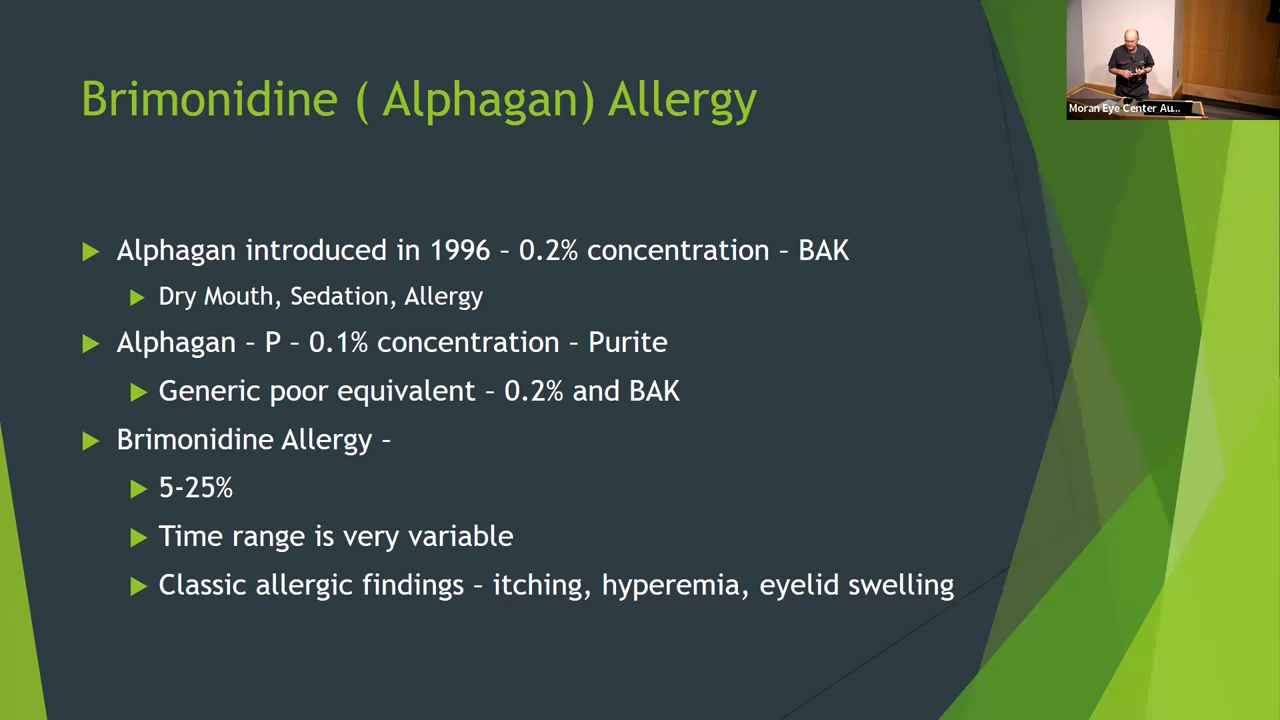 Brimonidine ( Alphagan) Allergy
Moran Eye Center Au...
Alphagan introduced in 1996 – 0.2% concentration – BAK
Dry Mouth, Sedation, Allergy
Alphagan – P – 0.1% concentration – Purite
Generic poor equivalent – 0.2% and BAK
Brimonidine Allergy –
5-25%
Time range is very variable
Classic allergic findings – itching, hyperemia, eyelid swelling